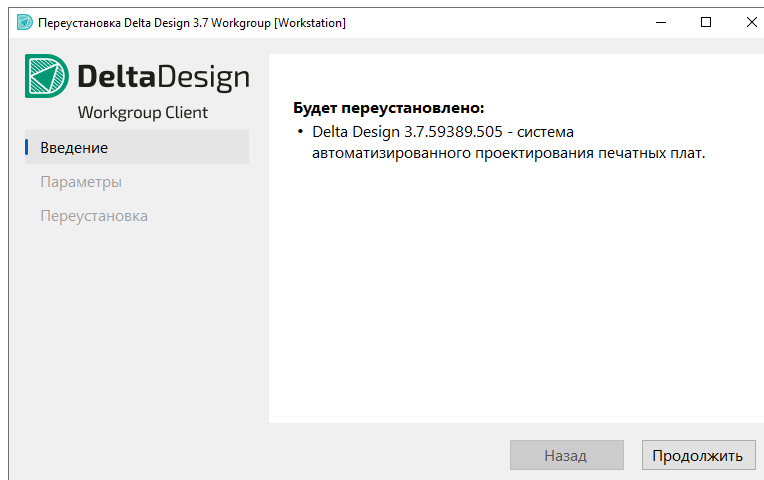 Переустановка Delta Design 3.7 Workgroup [Workstation]
DeltaDesign
Workgroup Client
Введение
Параметры
Переустановка
Будет переустановлено:
• Delta Design 3.7.59389.505 - система
автоматизированного проектирования печатных плат.
Назад
Продолжить